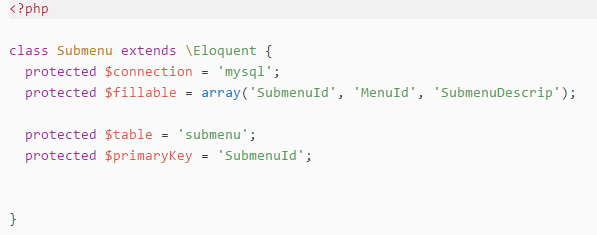 <?php
class Submenu extends \Eloquent {
protected $connection = 'mysql';
protected $fillable = array('SubmenuId', 'MenuId', 'SubmenuDescrip');
protected $table = 'submenu';
protected $primaryKey = 'SubmenuId';
}